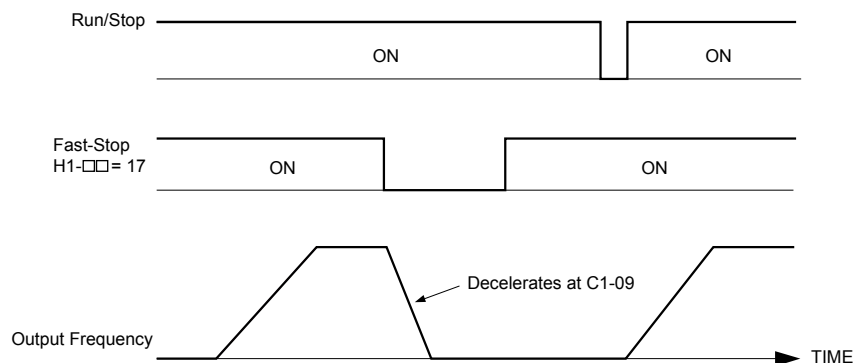 Run/Stop
ON
ON
Fast-Stop
H1-□□= 17
ON
ON
Decelerates at C1-09
Output Frequency
TIME